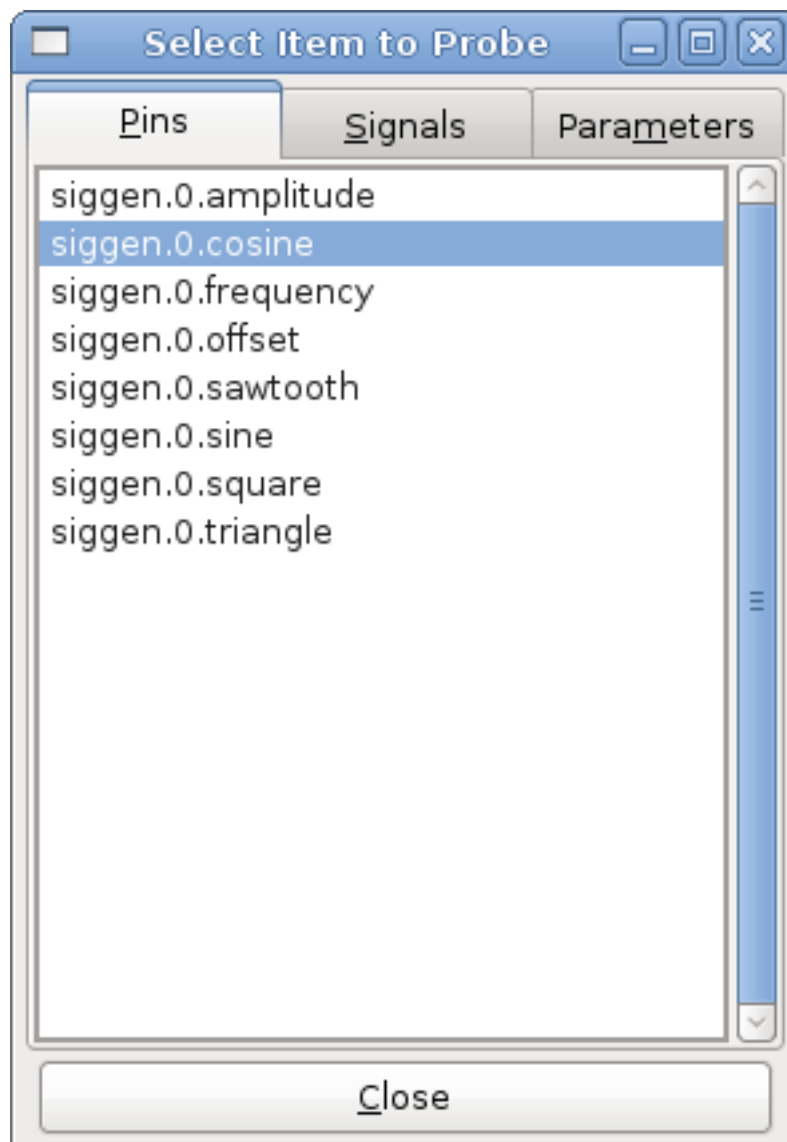 Select Item to Probe
Pins Signals Parameters
siggen.0.amplitude
siggen.0.cosine
siggen.0.frequency
siggen.0.offset
siggen.0.sawtooth
siggen.0.sine
siggen.0.square
siggen.0.triangle
Close